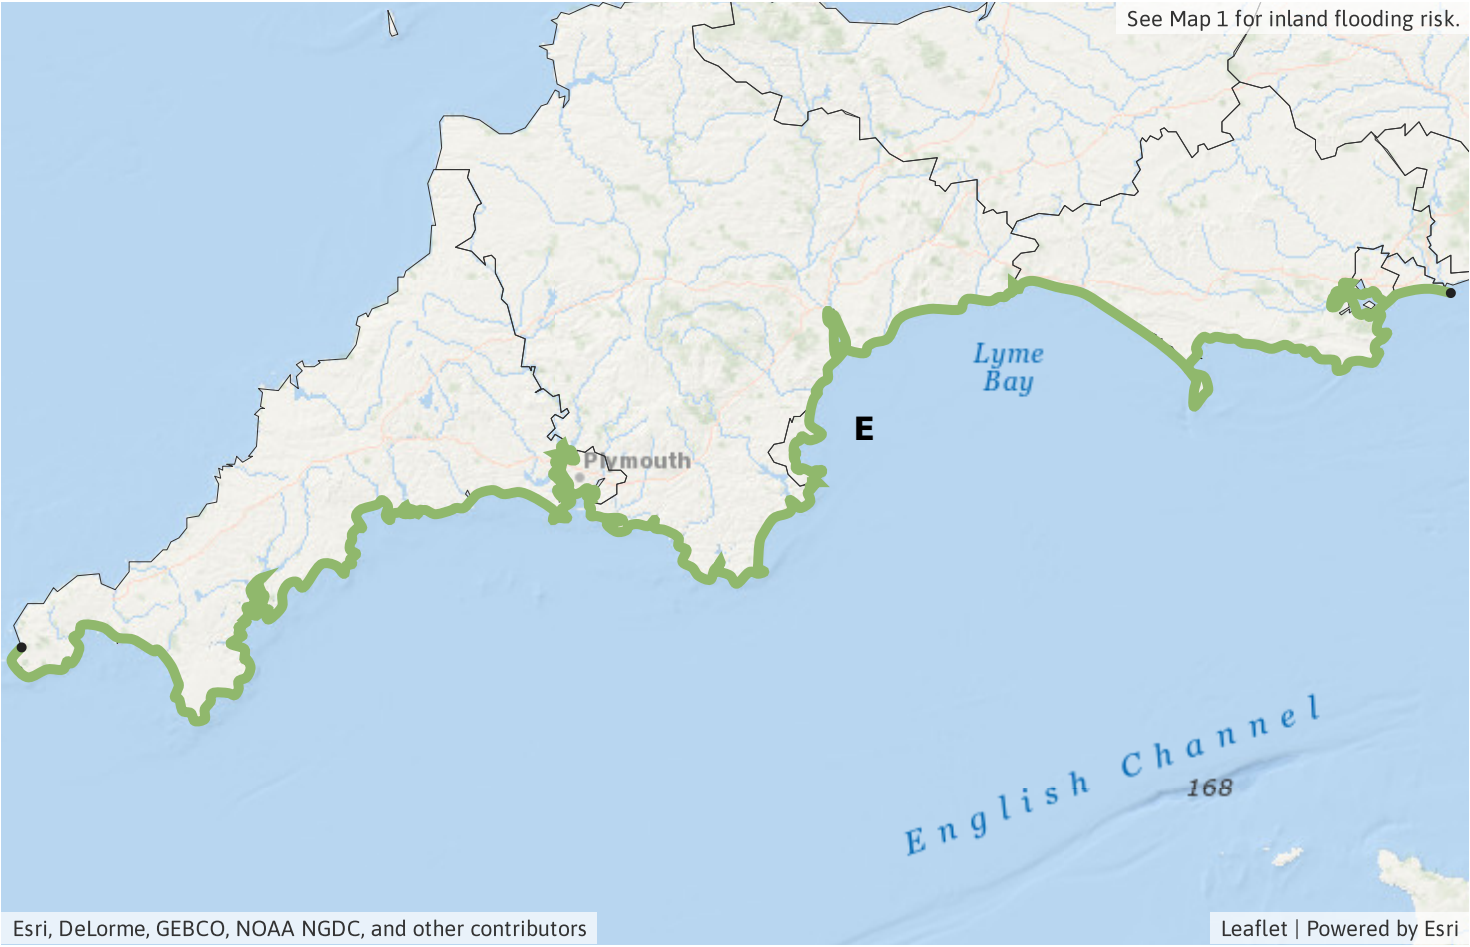 See Map 1 for inland flooding risk.
Lyme
Bay
E
Plymouth
English Channel
168
Esri, DeLorme, GEBCO, NOAA NGDC, and other contributors
Leaflet | Powered by Esri